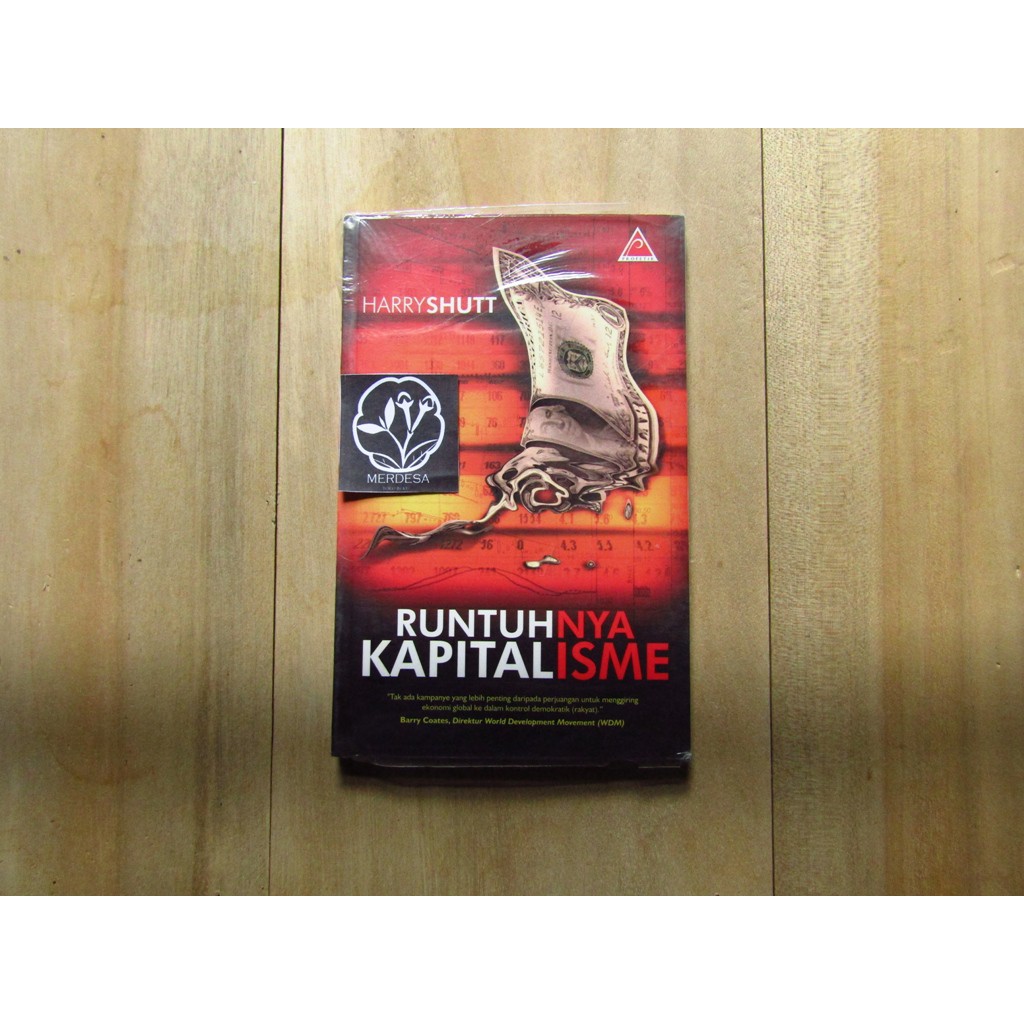 HARRYSHUTT
MERDESA
RUNTUHNYA
KAPITALISME
"Tak ada kampanye yang lebih penting daripada perjuangan untuk menggiring
ekonomi global ke dalam kontrol demokratik (rakyat)."
Barry Coates, Direktur World Development Movement (WDM)